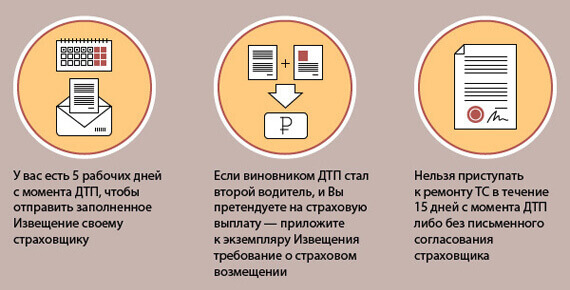 У вас есть 5 рабочих дней
с момента ДТП, чтобы
отправить заполненное
Извещение своему
страховщику
Если виновником ДТП стал
второй водитель, и Вы
претендуете на страховую
выплату — приложите
к экземпляру Извещения
требование о страховом
возмещении
Нельзя приступать
к ремонту ТС в течение
15 дней с момента ДТП
либо без письменного
согласования
страховщика